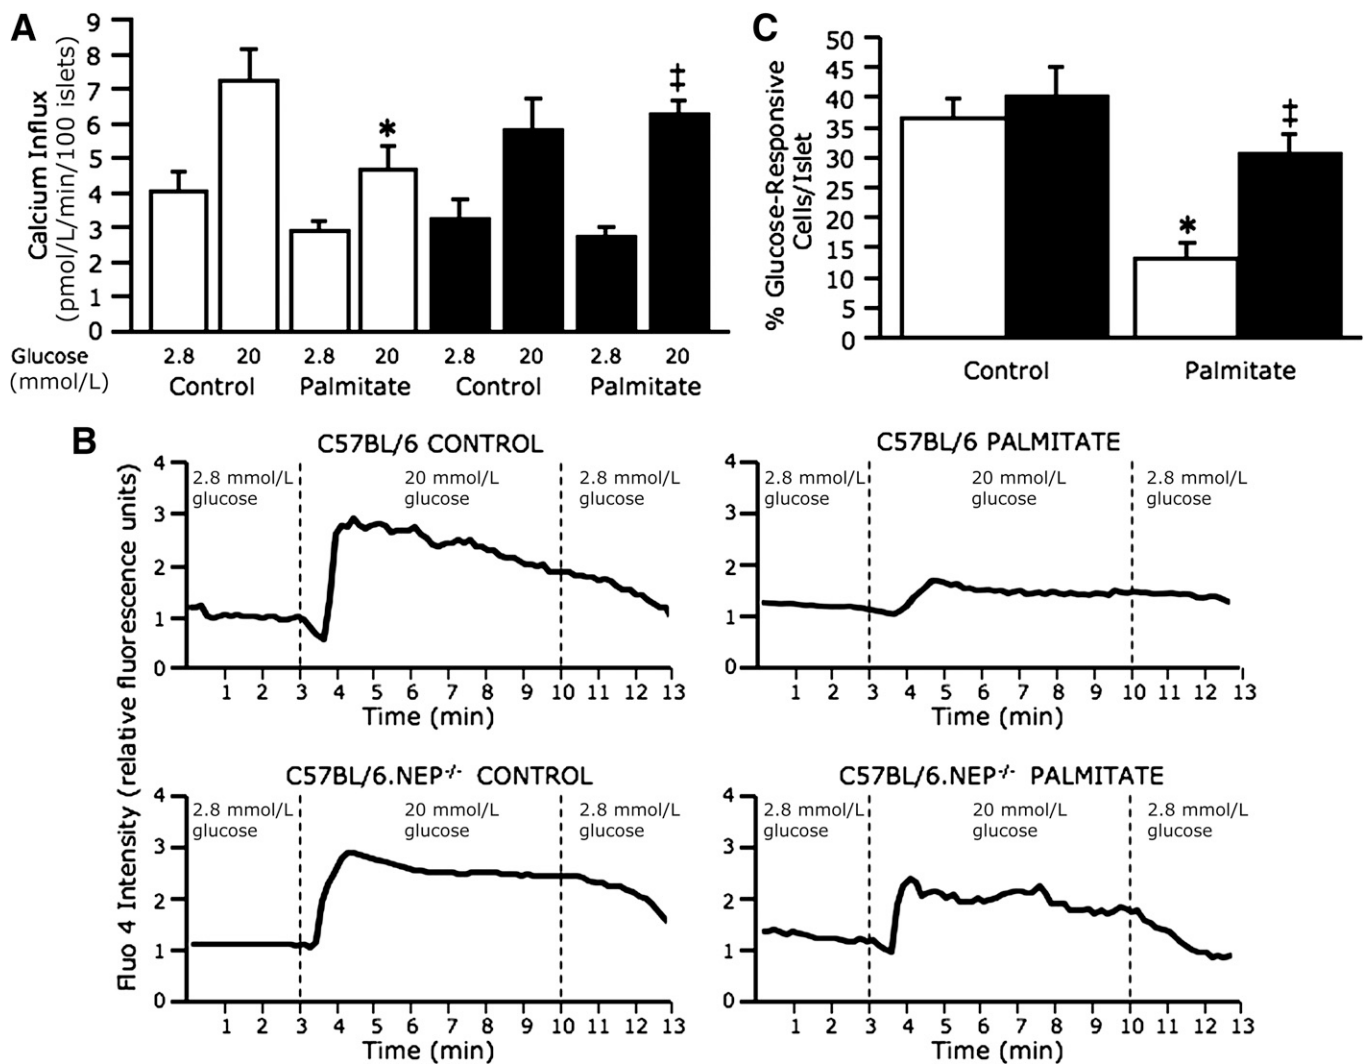 A
Calcium Influx
(pmol/L/min/100 islets)
9
8
7
6
5
4
3
2
1
0
*
‡
Glucose
(mmol/L)
2.8 20 2.8 20 2.8 20 2.8 20
Control Palmitate Control Palmitate
C
% Glucose-Responsive
Cells/Islet
50
45
40
35
30
25
20
15
10
5
0
*
‡
Control Palmitate
B
Fluo 4 Intensity (relative fluorescence units)
C57BL/6 CONTROL
2.8 mmol/L
glucose
20 mmol/L
glucose
2.8 mmol/L
glucose
4
3
2
1
0
1 2 3 4 5 6 7 8 9 10 11 12 13
Time (min)
C57BL/6 PALMITATE
2.8 mmol/L
glucose
20 mmol/L
glucose
2.8 mmol/L
glucose
4
3
2
1
0
1 2 3 4 5 6 7 8 9 10 11 12 13
Time (min)
C57BL/6.NEP-/- CONTROL
2.8 mmol/L
glucose
20 mmol/L
glucose
2.8 mmol/L
glucose
4
3
2
1
0
1 2 3 4 5 6 7 8 9 10 11 12 13
Time (min)
C57BL/6.NEP-/- PALMITATE
2.8 mmol/L
glucose
20 mmol/L
glucose
2.8 mmol/L
glucose
4
3
2
1
0
1 2 3 4 5 6 7 8 9 10 11 12 13
Time (min)